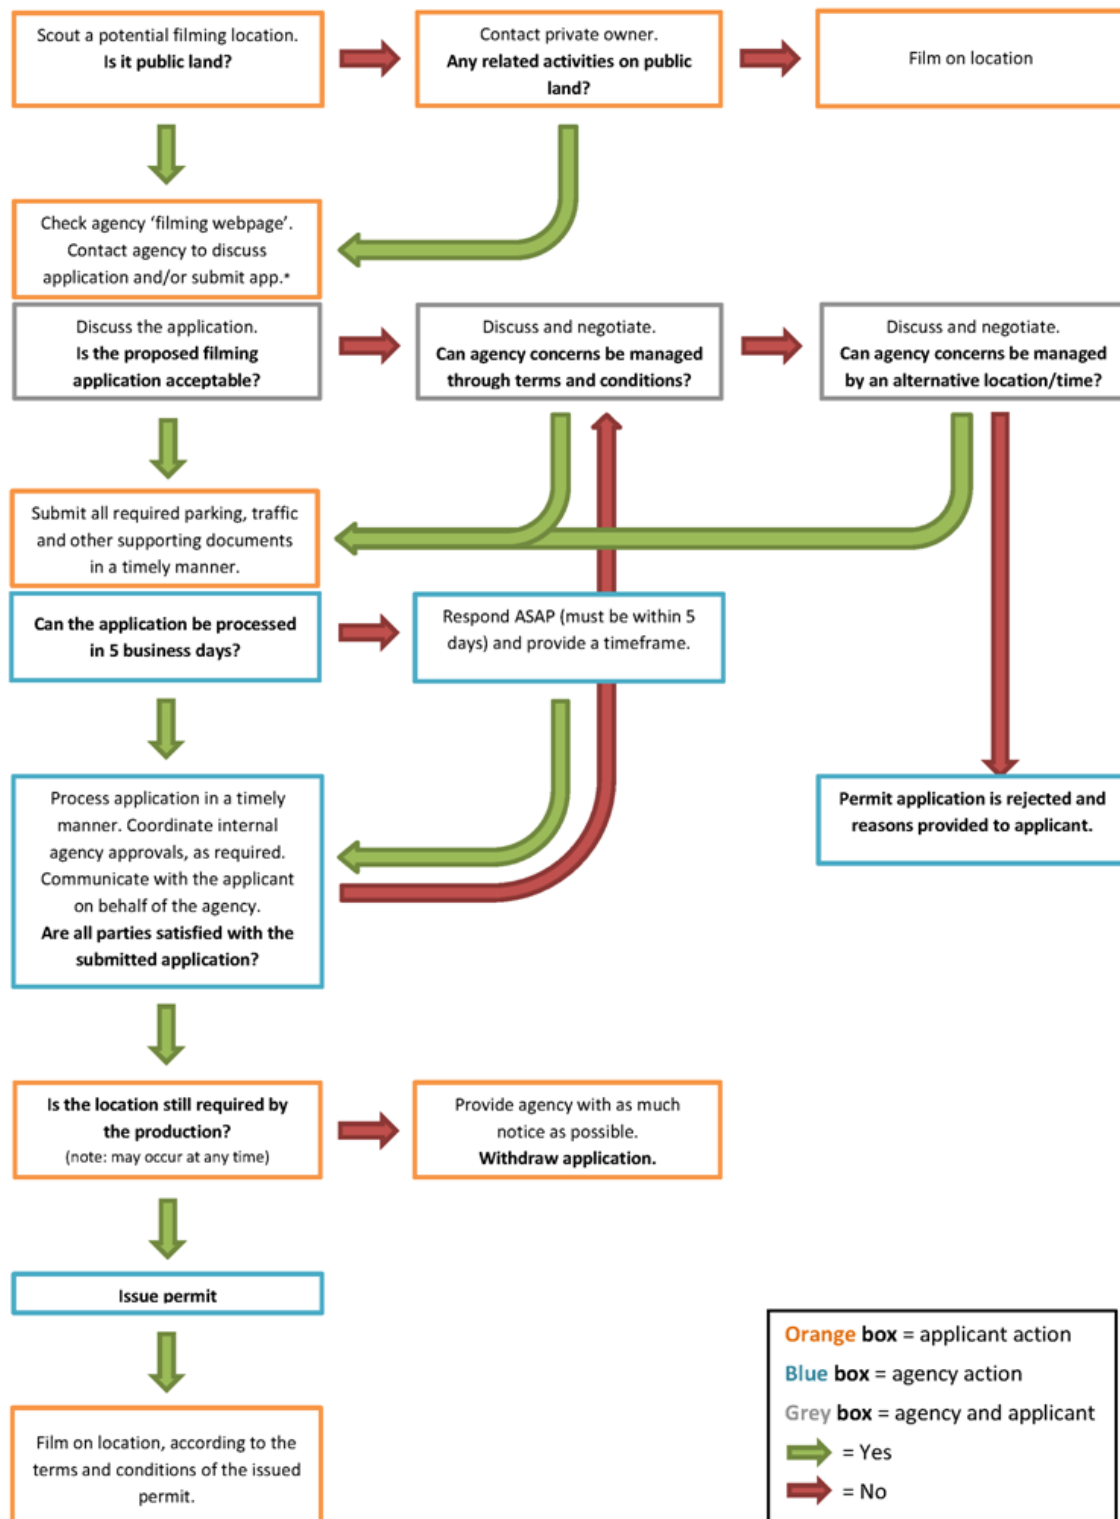 Scout a potential filming location.
Is it public land?
Contact private owner.
Any related activities on public
land?
Film on location
Check agency ‘filming webpage’.
Contact agency to discuss
application and/or submit app.*
Discuss the application.
Is the proposed filming
application acceptable?
Discuss and negotiate.
Can agency concerns be managed
through terms and conditions?
Discuss and negotiate.
Can agency concerns be managed
by an alternative location/time?
Submit all required parking, traffic
and other supporting documents
in a timely manner.
Can the application be processed
in 5 business days?
Respond ASAP (must be within 5
days) and provide a timeframe.
Process application in a timely
manner. Coordinate internal
agency approvals, as required.
Communicate with the applicant
on behalf of the agency.
Are all parties satisfied with the
submitted application?
Permit application is rejected and
reasons provided to applicant.
Is the location still required by
the production?
(note: may occur at any time)
Provide agency with as much
notice as possible.
Withdraw application.
Issue permit
Film on location, according to the
terms and conditions of the issued
permit.
Orange box = applicant action
Blue box = agency action
Grey box = agency and applicant
= Yes
= No